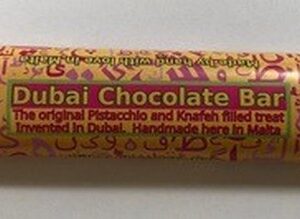 Dubai Chocolate Bar
The original Pistacchio and Knafeh filled treat
Invented in Dubai. Handmade here in Malta